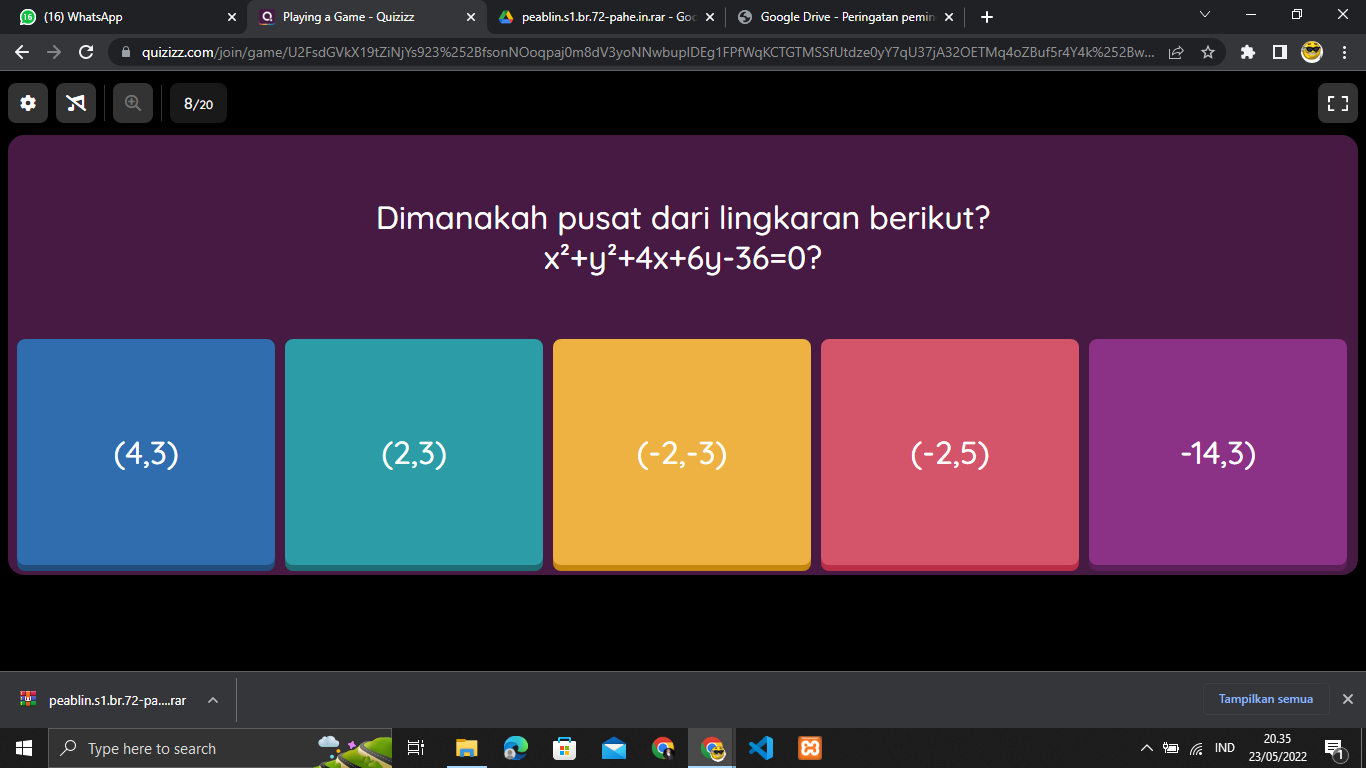 (16) WhatsApp
Playing a Game - Quizizz
peablin.s1.br.72-pahe.in.rar - Goo
Google Drive - Peringatan pemin
quizizz.com/join/game/U2FsdGVkX19tZiNjYs923%252BfsonNOoqpaj0m8dV3yoNNwbupIDEg1FPfWqKCTGTMSSfUtdze0yY7qU37jA32OETMq4oZBuf5r4Y4k%252Bw...
8/20
Dimanakah pusat dari lingkaran berikut?
x²+y²+4x+6y-36=0?
(4,3)
(2,3)
(-2,-3)
(-2,5)
-14,3)
peablin.s1.br.72-pa....rar
Tampilkan semua
Type here to search
IND
20.35
23/05/2022
1